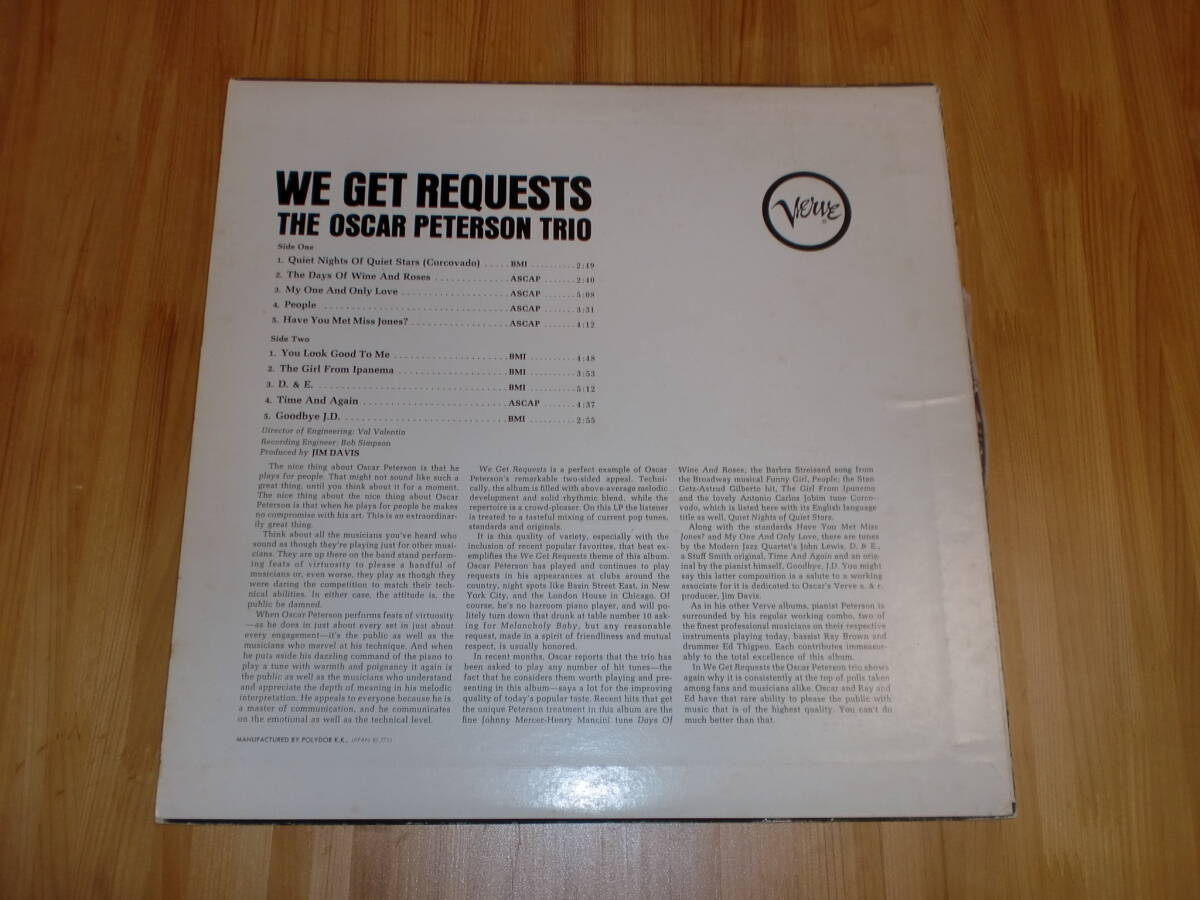 WE GET REQUESTS
THE OSCAR PETERSON TRIO
Verve
Side One
1. Quiet Nights Of Quiet Stars (Corcovado) ..... BMI .......... 2:49
2. The Days Of Wine And Roses .............. ASCAP ....... 2:40
3. My One And Only Love .................... ASCAP ....... 5:08
4. People .................................. ASCAP ....... 3:31
5. Have You Met Miss Jones? ................ ASCAP ....... 4:12
Side Two
1. You Look Good To Me ..................... BMI ......... 4:48
2. The Girl From Ipanema ................... BMI ......... 3:53
3. D. & E. ................................. BMI ......... 5:12
4. Time And Again .......................... ASCAP ....... 4:37
5. Goodbye J.D. ............................ BMI ......... 2:55
Director of Engineering: Val Valentin
Recording Engineer: Bob Simpson
Produced by JIM DAVIS
The nice thing about Oscar Peterson is that he
plays for people. That might not sound like such a
great thing, until you think about it for a moment.
The nice thing about the nice thing about Oscar
Peterson is that when he plays for people he makes
no compromise with his art. This is an extraordinar-
ily great thing.
Think about all the musicians you've heard who
sound as though they're playing just for other musi-
cians. They are up there on the band stand perform-
ing feats of virtuosity to please a handful of
musicians or, even worse, they play as though they
were daring the competition to match their tech-
nical abilities. In either case, the attitude is, the
public be damned.
When Oscar Peterson performs feats of virtuosity
—as he does in just about every set in just about
every engagement—it's the public as well as the
musicians who marvel at his technique. And when
he puts aside his dazzling command of the piano to
play a tune with warmth and poignancy it again is
the public as well as the musicians who understand
and appreciate the depth of meaning in his melodic
interpretation. He appeals to everyone because he is
a master of communication, and he communicates
on the emotional as well as the technical level.
We Get Requests is a perfect example of Oscar
Peterson's remarkable two-sided appeal. Techni-
cally, the album is filled with above-average melodic
development and solid rhythmic blend, while the
repertoire is a crowd-pleaser. On this LP the listener
is treated to a tasteful mixing of current pop tunes,
standards and originals.
It is this quality of variety, especially with the
inclusion of recent popular favorites, that best ex-
emplifies the We Get Requests theme of this album.
Oscar Peterson has played and continues to play
requests in his appearances at clubs around the
country, night spots like Basin Street East, in New
York City, and the London House in Chicago. Of
course, he's no barroom piano player, and will po-
litely turn down that drunk at table number 10 ask-
ing for Melancholy Baby, but any reasonable
request, made in a spirit of friendliness and mutual
respect, is usually honored.
In recent months, Oscar reports that the trio has
been asked to play any number of hit tunes—the
fact that he considers them worth playing and pre-
senting in this album—says a lot for the improving
quality of today's popular taste. Recent hits that get
the unique Peterson treatment in this album are the
fine Johnny Mercer-Henry Mancini tune Days Of
Wine And Roses; the Barbra Streisand song from
the Broadway musical Funny Girl, People; the Stan
Getz-Astrud Gilberto hit, The Girl From Ipanema
and the lovely Antonio Carlos Jobim tune Corco-
vado, which is listed here with its English language
title as well, Quiet Nights of Quiet Stars.
Along with the standards Have You Met Miss
Jones? and My One And Only Love, there are tunes
by the Modern Jazz Quartet's John Lewis, D. & E.,
a Stuff Smith original, Time And Again and an orig-
inal by the pianist himself, Goodbye, J.D. You might
say this latter composition is a salute to a working
associate for it is dedicated to Oscar's Verve a. & r.
producer, Jim Davis.
As in his other Verve albums, pianist Peterson is
surrounded by his regular working combo, two of
the finest professional musicians on their respective
instruments playing today, bassist Ray Brown and
drummer Ed Thigpen. Each contributes immeasur-
ably to the total excellence of this album.
In We Get Requests the Oscar Peterson trio shows
again why it is consistently at the top of polls taken
among fans and musicians alike. Oscar and Ray and
Ed have that rare ability to please the public with
music that is of the highest quality. You can't do
much better than that.
MANUFACTURED BY POLYDOR K.K., JAPAN